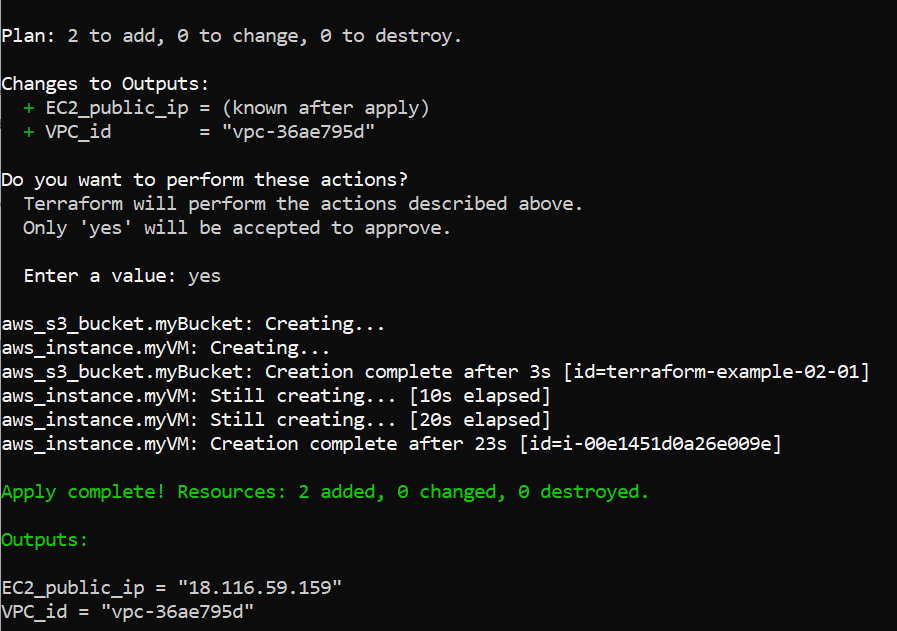 Plan: 2 to add, 0 to change, 0 to destroy.
Changes to Outputs:
  + EC2_public_ip = (known after apply)
  + VPC_id        = "vpc-36ae795d"
Do you want to perform these actions?
  Terraform will perform the actions described above.
  Only 'yes' will be accepted to approve.
  Enter a value: yes
aws_s3_bucket.myBucket: Creating...
aws_instance.myVM: Creating...
aws_s3_bucket.myBucket: Creation complete after 3s [id=terraform-example-02-01]
aws_instance.myVM: Still creating... [10s elapsed]
aws_instance.myVM: Still creating... [20s elapsed]
aws_instance.myVM: Creation complete after 23s [id=i-00e1451d0a26e009e]
Apply complete! Resources: 2 added, 0 changed, 0 destroyed.
Outputs:
EC2_public_ip = "18.116.59.159"
VPC_id = "vpc-36ae795d"